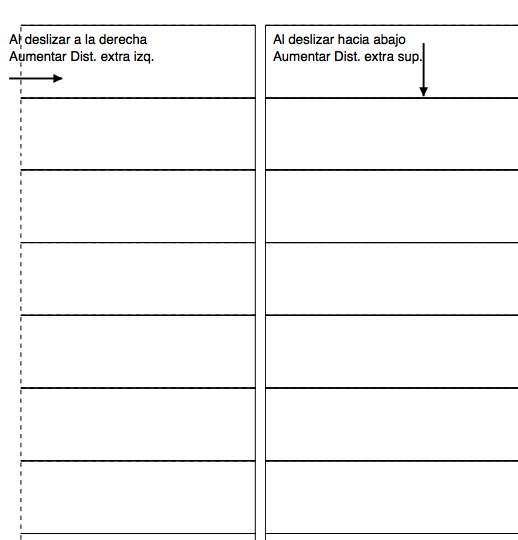 Al deslizar a la derecha
Aumentar Dist. extra izq.
Al deslizar hacia abajo
Aumentar Dist. extra sup.